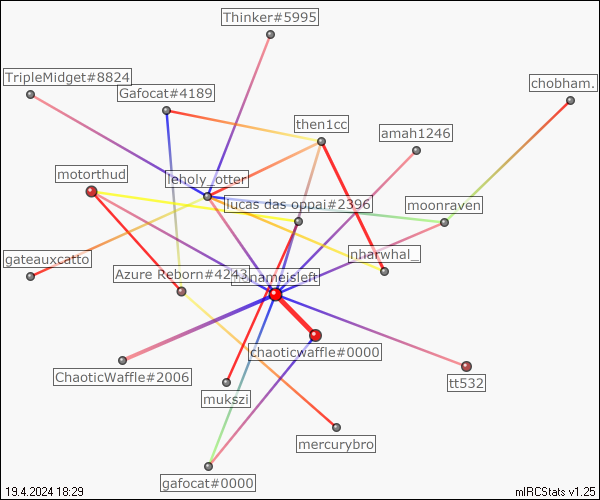 Thinker#5995
TripleMidget#8824
chobham.
Gafocat#4189
then1cc
amah1246
motorthud
leholy_otter
lucas das oppai#2396
moonraven
gateauxcatto
nharwhal_
Azure Reborn#4243
nameisleft
chaoticwaffle#0000
ChaoticWaffle#2006
tt532
mukszi
mercurybro
gafocat#0000
19.4.2024 18:29
mIRCStats v1.25